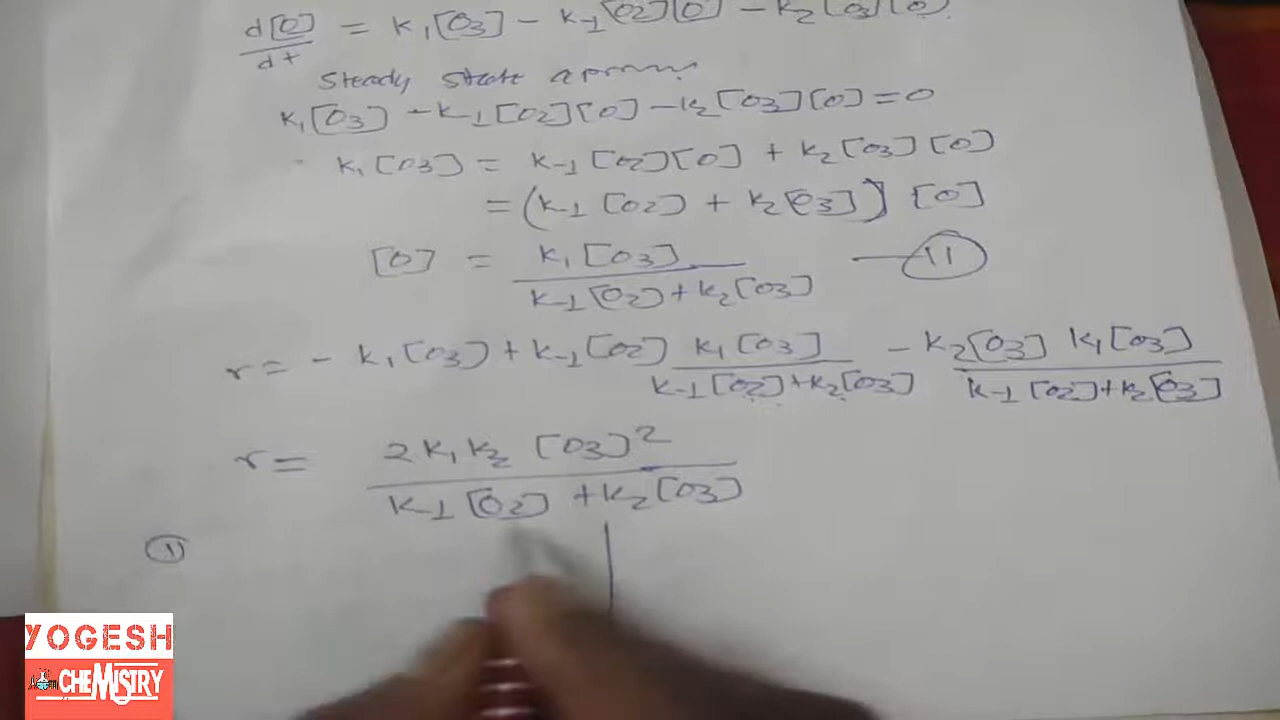 d[O]/dt = k₁[O₃] - k₋₁[O₂][O] - k₂[O₃][O].
Steady state
k₁[O₃] - k₋₁[O₂][O] - k₂[O₃][O] = 0
k₁[O₃] = k₋₁[O₂][O] + k₂[O₃][O]
= (k₋₁[O₂] + k₂[O₃]) [O]
[O] = k₁[O₃] / k₋₁[O₂] + k₂[O₃] — 11
r = - k₁[O₃] + k₋₁[O₂] k₁[O₃] / k₋₁[O₂] + k₂[O₃] - k₂[O₃] k₁[O₃] / k₋₁[O₂] + k₂[O₃]
r = 2k₁k₂[O₃]² / k₋₁[O₂] + k₂[O₃]
1
YOGESH
CHEMISTRY